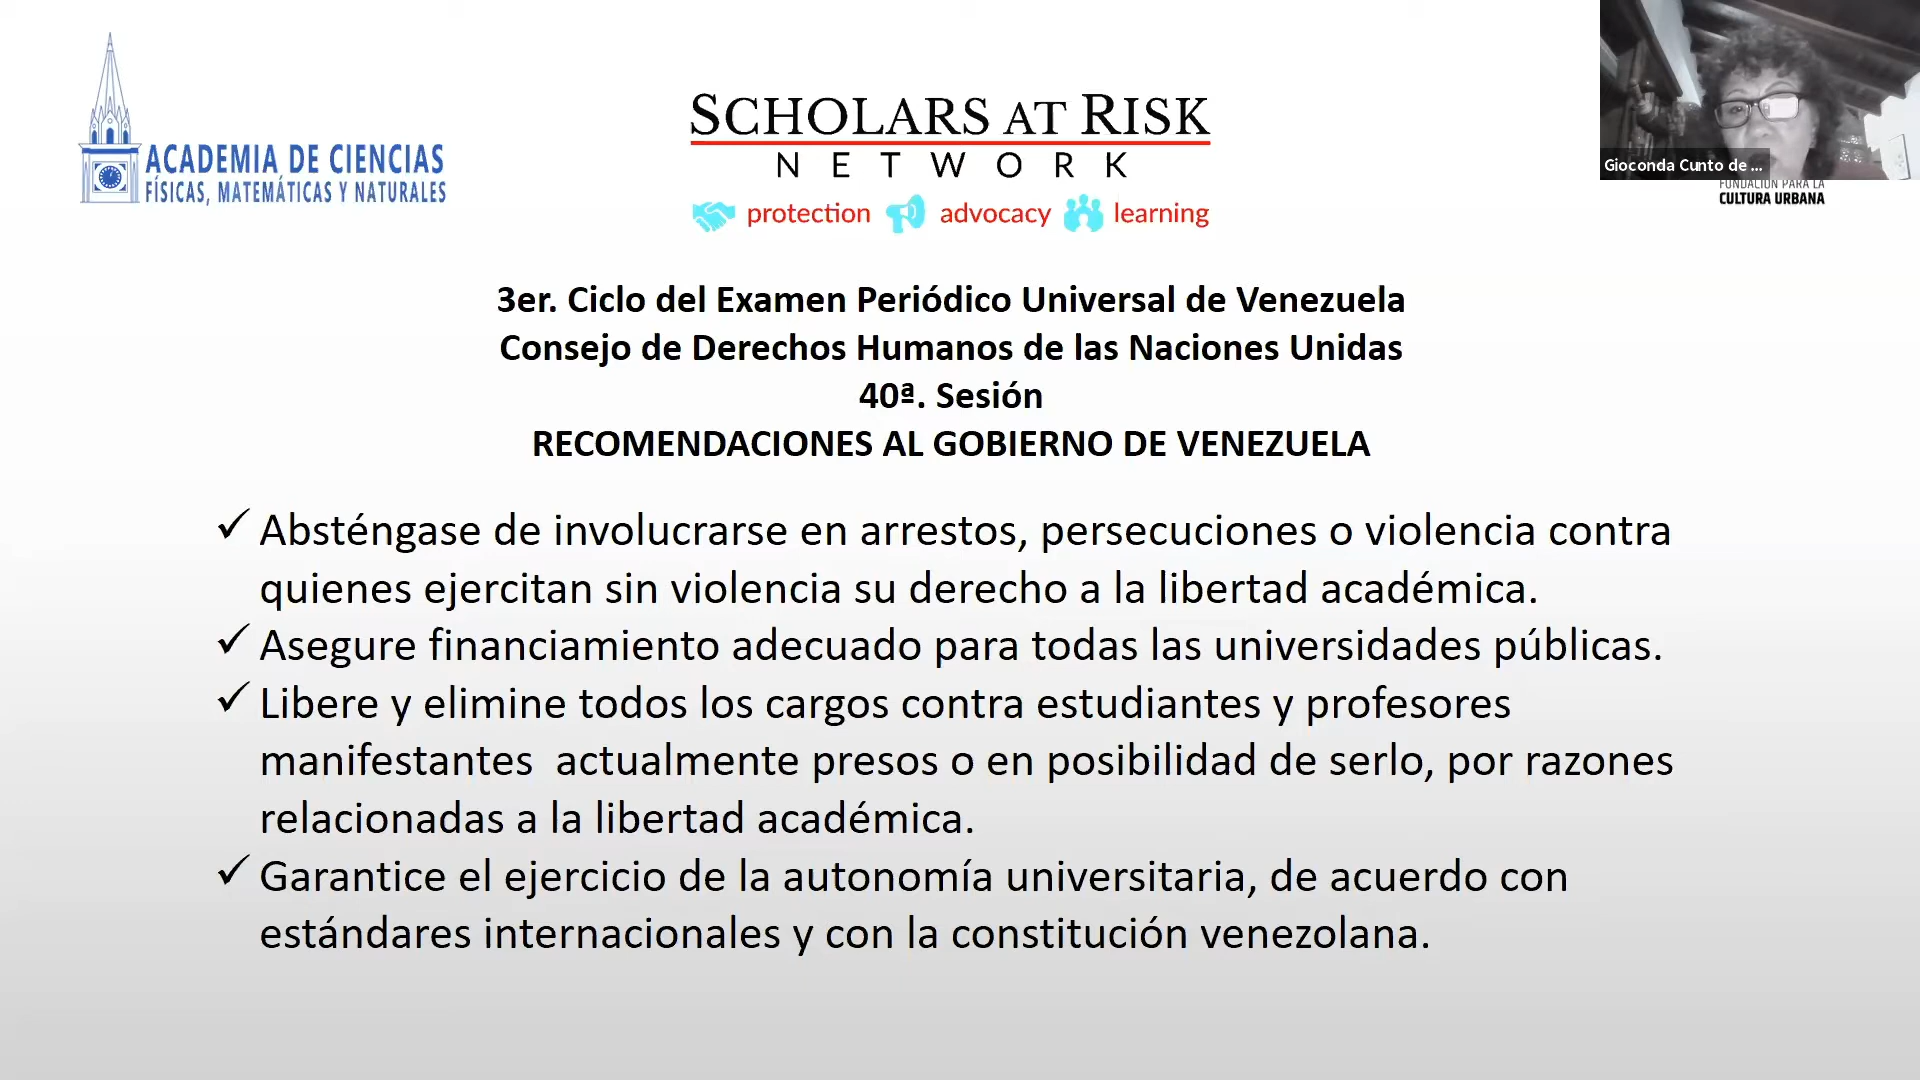 ACADEMIA DE CIENCIAS
FÍSICAS, MATEMÁTICAS Y NATURALES
SCHOLARS AT RISK
NETWORK
protection advocacy learning
Gioconda Cunto de ...
FUNDACIÓN PARA LA
CULTURA URBANA
3er. Ciclo del Examen Periódico Universal de Venezuela
Consejo de Derechos Humanos de las Naciones Unidas
40ª. Sesión
RECOMENDACIONES AL GOBIERNO DE VENEZUELA
✓ Absténgase de involucrarse en arrestos, persecuciones o violencia contra
quienes ejercitan sin violencia su derecho a la libertad académica.
✓ Asegure financiamiento adecuado para todas las universidades públicas.
✓ Libere y elimine todos los cargos contra estudiantes y profesores
manifestantes  actualmente presos o en posibilidad de serlo, por razones
relacionadas a la libertad académica.
✓ Garantice el ejercicio de la autonomía universitaria, de acuerdo con
estándares internacionales y con la constitución venezolana.